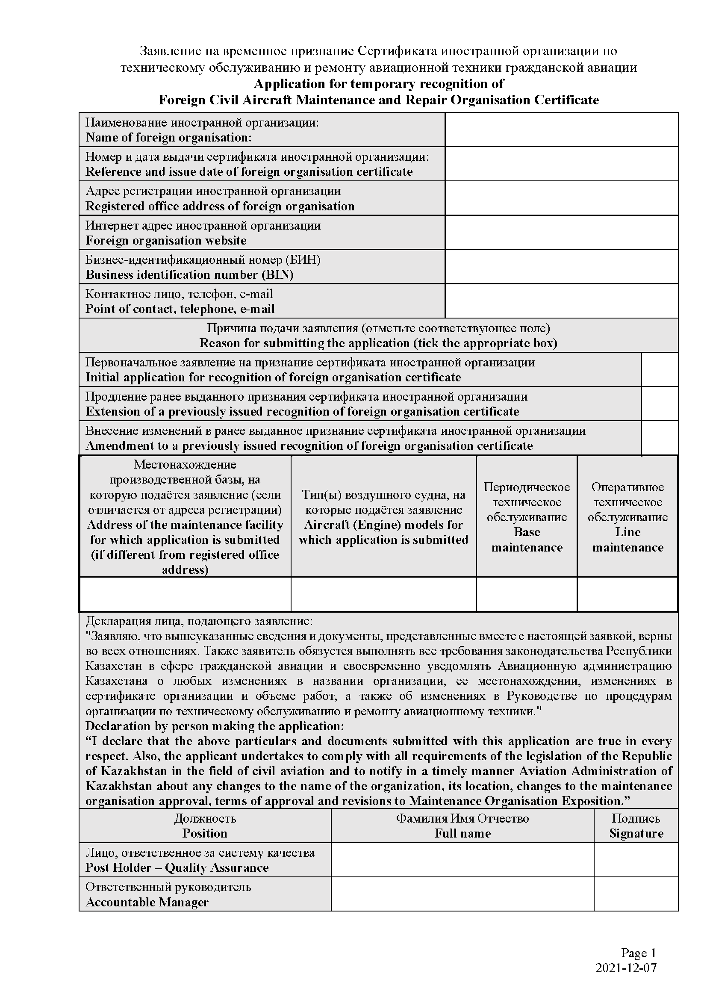 Заявление на временное признание Сертификата иностранной организации по
техническому обслуживанию и ремонту авиационной техники гражданской авиации
Application for temporary recognition of
Foreign Civil Aircraft Maintenance and Repair Organisation Certificate
Наименование иностранной организации:
Name of foreign organisation:
Номер и дата выдачи сертификата иностранной организации:
Reference and issue date of foreign organisation certificate
Адрес регистрации иностранной организации
Registered office address of foreign organisation
Интернет адрес иностранной организации
Foreign organisation website
Бизнес-идентификационный номер (БИН)
Business identification number (BIN)
Контактное лицо, телефон, e-mail
Point of contact, telephone, e-mail
Причина подачи заявления (отметьте соответствующее поле)
Reason for submitting the application (tick the appropriate box)
Первоначальное заявление на признание сертификата иностранной организации
Initial application for recognition of foreign organisation certificate
Продление ранее выданного признания сертификата иностранной организации
Extension of a previously issued recognition of foreign organisation certificate
Внесение изменений в ранее выданное признание сертификата иностранной организации
Amendment to a previously issued recognition of foreign organisation certificate
Местонахождение
производственной базы, на
которую подаётся заявление (если
отличается от адреса регистрации)
Address of the maintenance facility
for which application is submitted
(if different from registered office
address)
Тип(ы) воздушного судна, на
которые подаётся заявление
Aircraft (Engine) models for
which application is submitted
Периодическое
техническое
обслуживание
Base
maintenance
Оперативное
техническое
обслуживание
Line
maintenance
Декларация лица, подающего заявление:
"Заявляю, что вышеуказанные сведения и документы, представленные вместе с настоящей заявкой, верны
во всех отношениях. Также заявитель обязуется выполнять все требования законодательства Республики
Казахстан в сфере гражданской авиации и своевременно уведомлять Авиационную администрацию
Казахстана о любых изменениях в названии организации, ее местонахождении, изменениях в
сертификате организации и объеме работ, а также об изменениях в Руководстве по процедурам
организации по техническому обслуживанию и ремонту авиационному техники."
Declaration by person making the application:
“I declare that the above particulars and documents submitted with this application are true in every
respect. Also, the applicant undertakes to comply with all requirements of the legislation of the Republic
of Kazakhstan in the field of civil aviation and to notify in a timely manner Aviation Administration of
Kazakhstan about any changes to the name of the organization, its location, changes to the maintenance
organisation approval, terms of approval and revisions to Maintenance Organisation Exposition.”
Должность
Position
Фамилия Имя Отчество
Full name
Подпись
Signature
Лицо, ответственное за систему качества
Post Holder – Quality Assurance
Ответственный руководитель
Accountable Manager
Page 1
2021-12-07